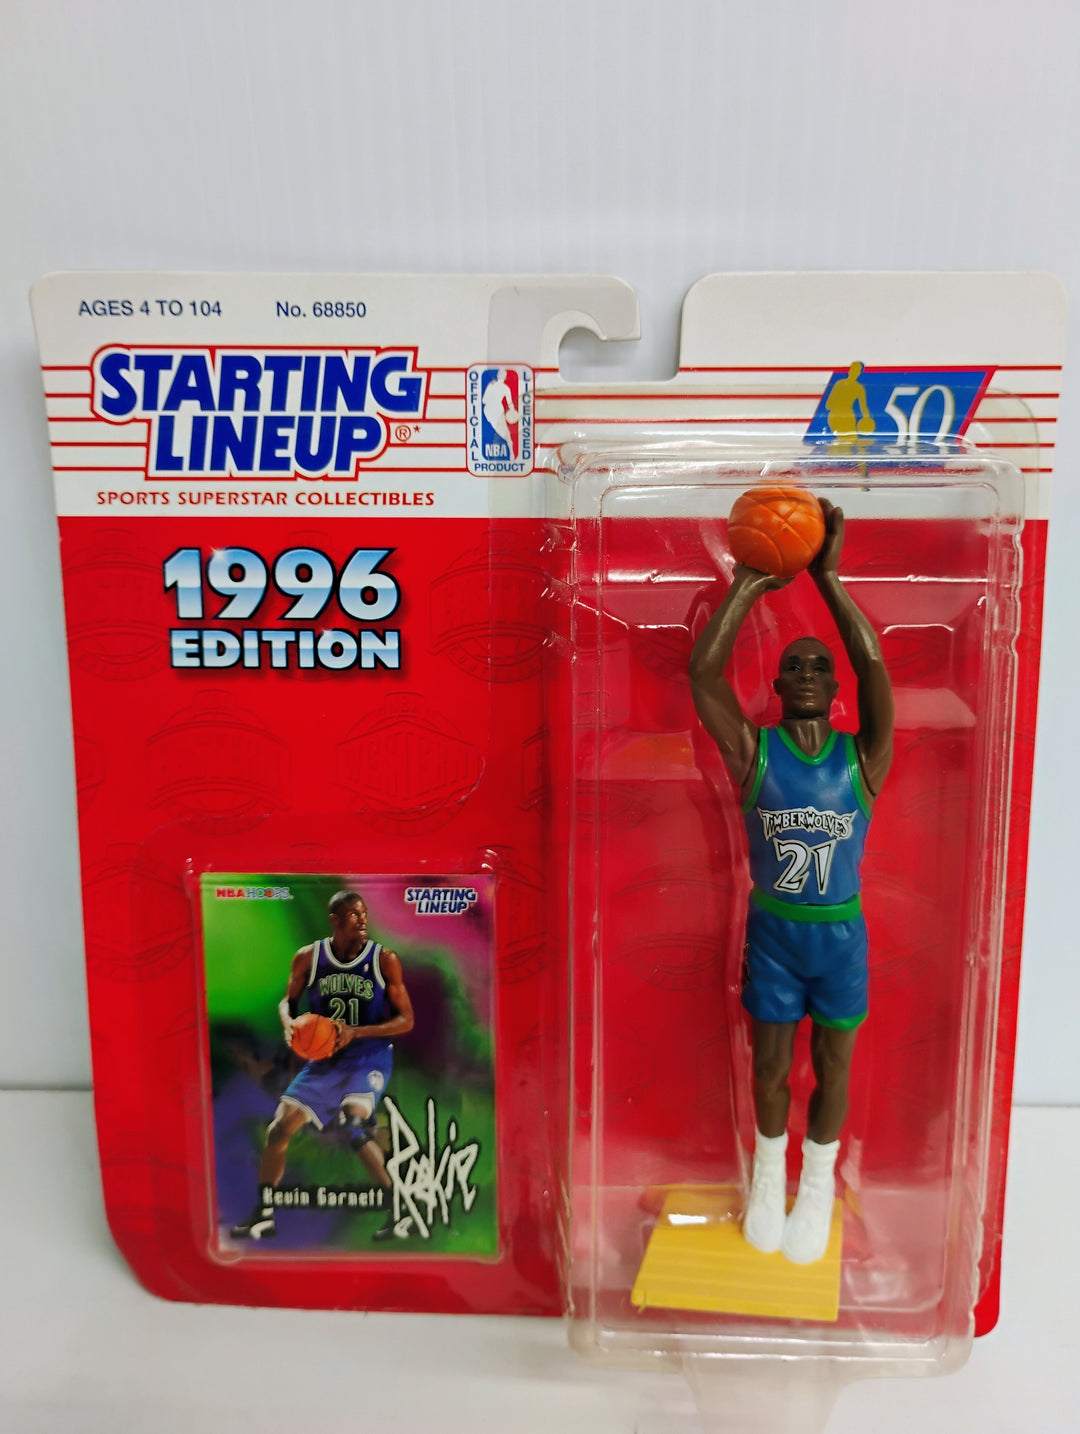 AGES 4 TO 104 No. 68850
STARTING
LINEUP®*
OFFICIAL LICENSED
NBA
PRODUCT
50
SPORTS SUPERSTAR COLLECTIBLES
1996
EDITION
NBA HOOPS
STARTING
LINEUP
WOLVES
21
Rookie
Kevin Garnett
TIMBERWOLVES
21